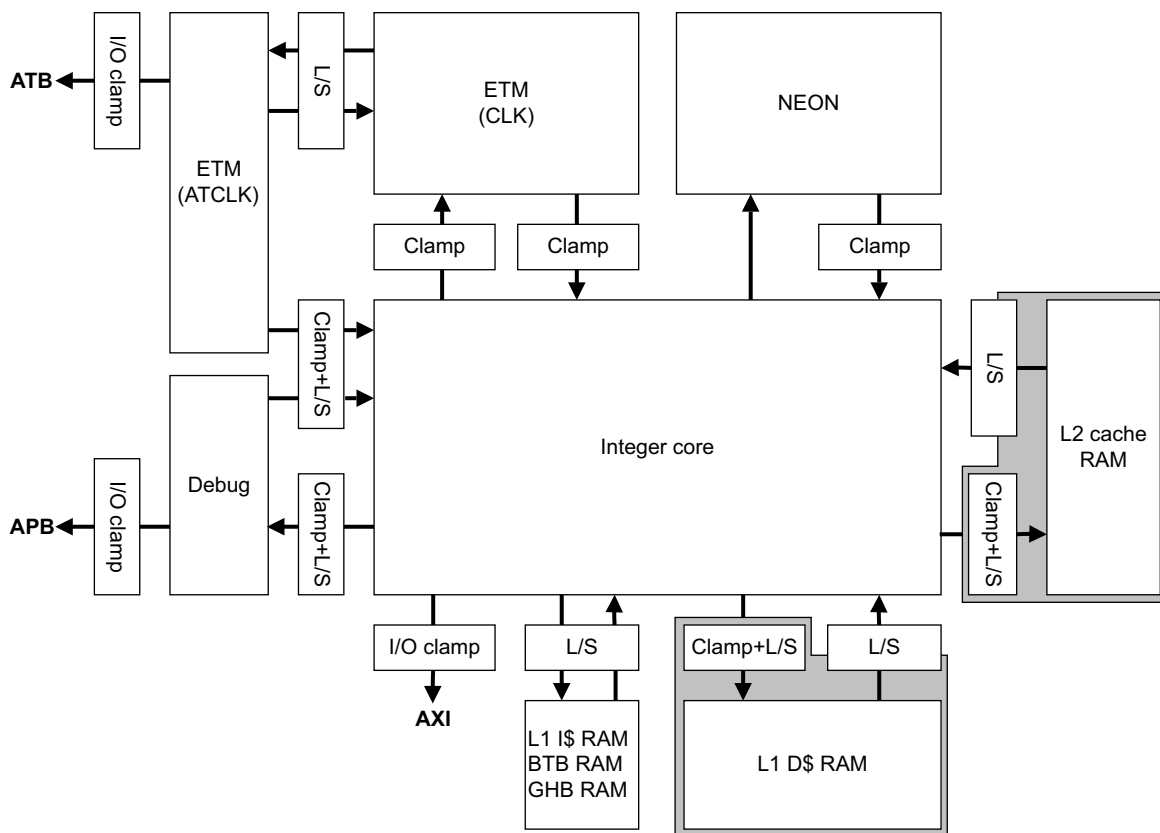 ATB
I/O clamp
ETM
(ATCLK)
L/S
ETM
(CLK)
NEON
Clamp
Clamp
Clamp
Clamp+L/S
L/S
L2 cache
RAM
Integer core
Debug
APB
I/O clamp
Clamp+L/S
Clamp+L/S
I/O clamp
L/S
Clamp+L/S
L/S
AXI
L1 I$ RAM
BTB RAM
GHB RAM
L1 D$ RAM